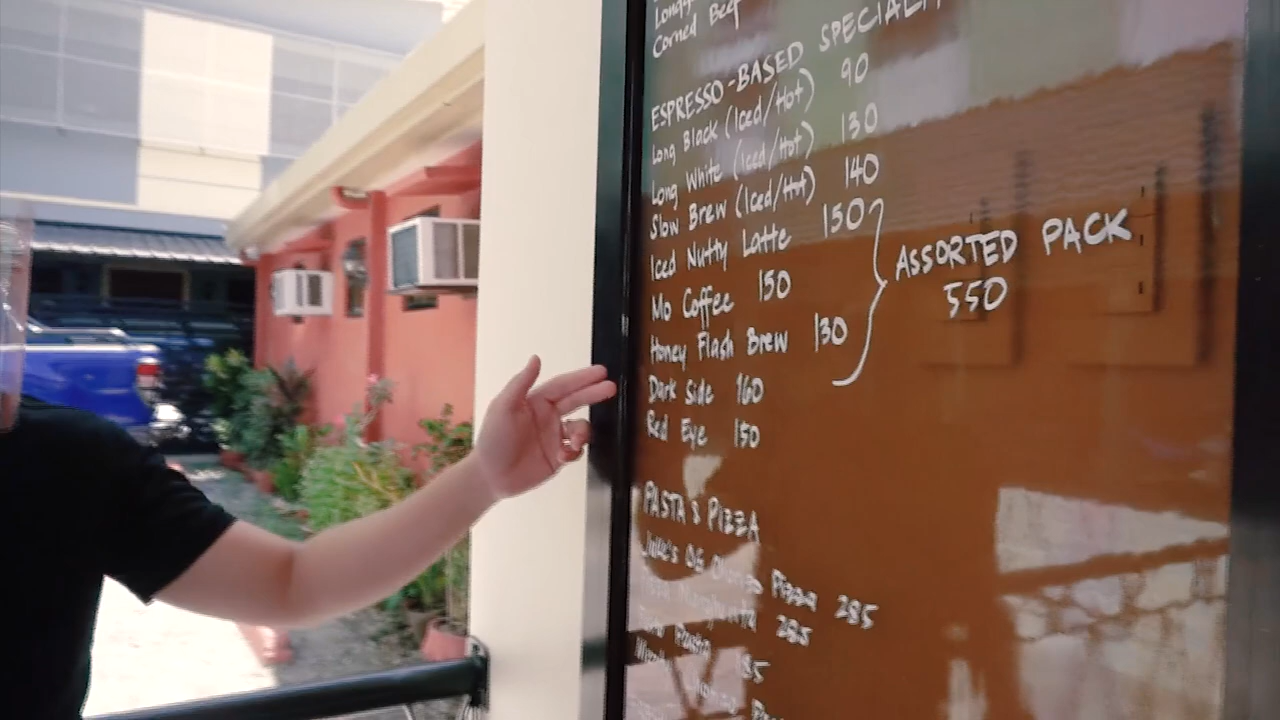 Corned Beef
ESPRESSO-BASED
Long Black (Iced/Hot) 90
Long White (Iced/Hot) 130
Slow Brew (Iced/Hot) 140
Iced Nutty Latte 150
Mo Coffee 150
Honey Flash Brew 130
Dark Side 160
Red Eye 150
ASSORTED PACK
550
PASTA & PIZZA
Pizza 285
285